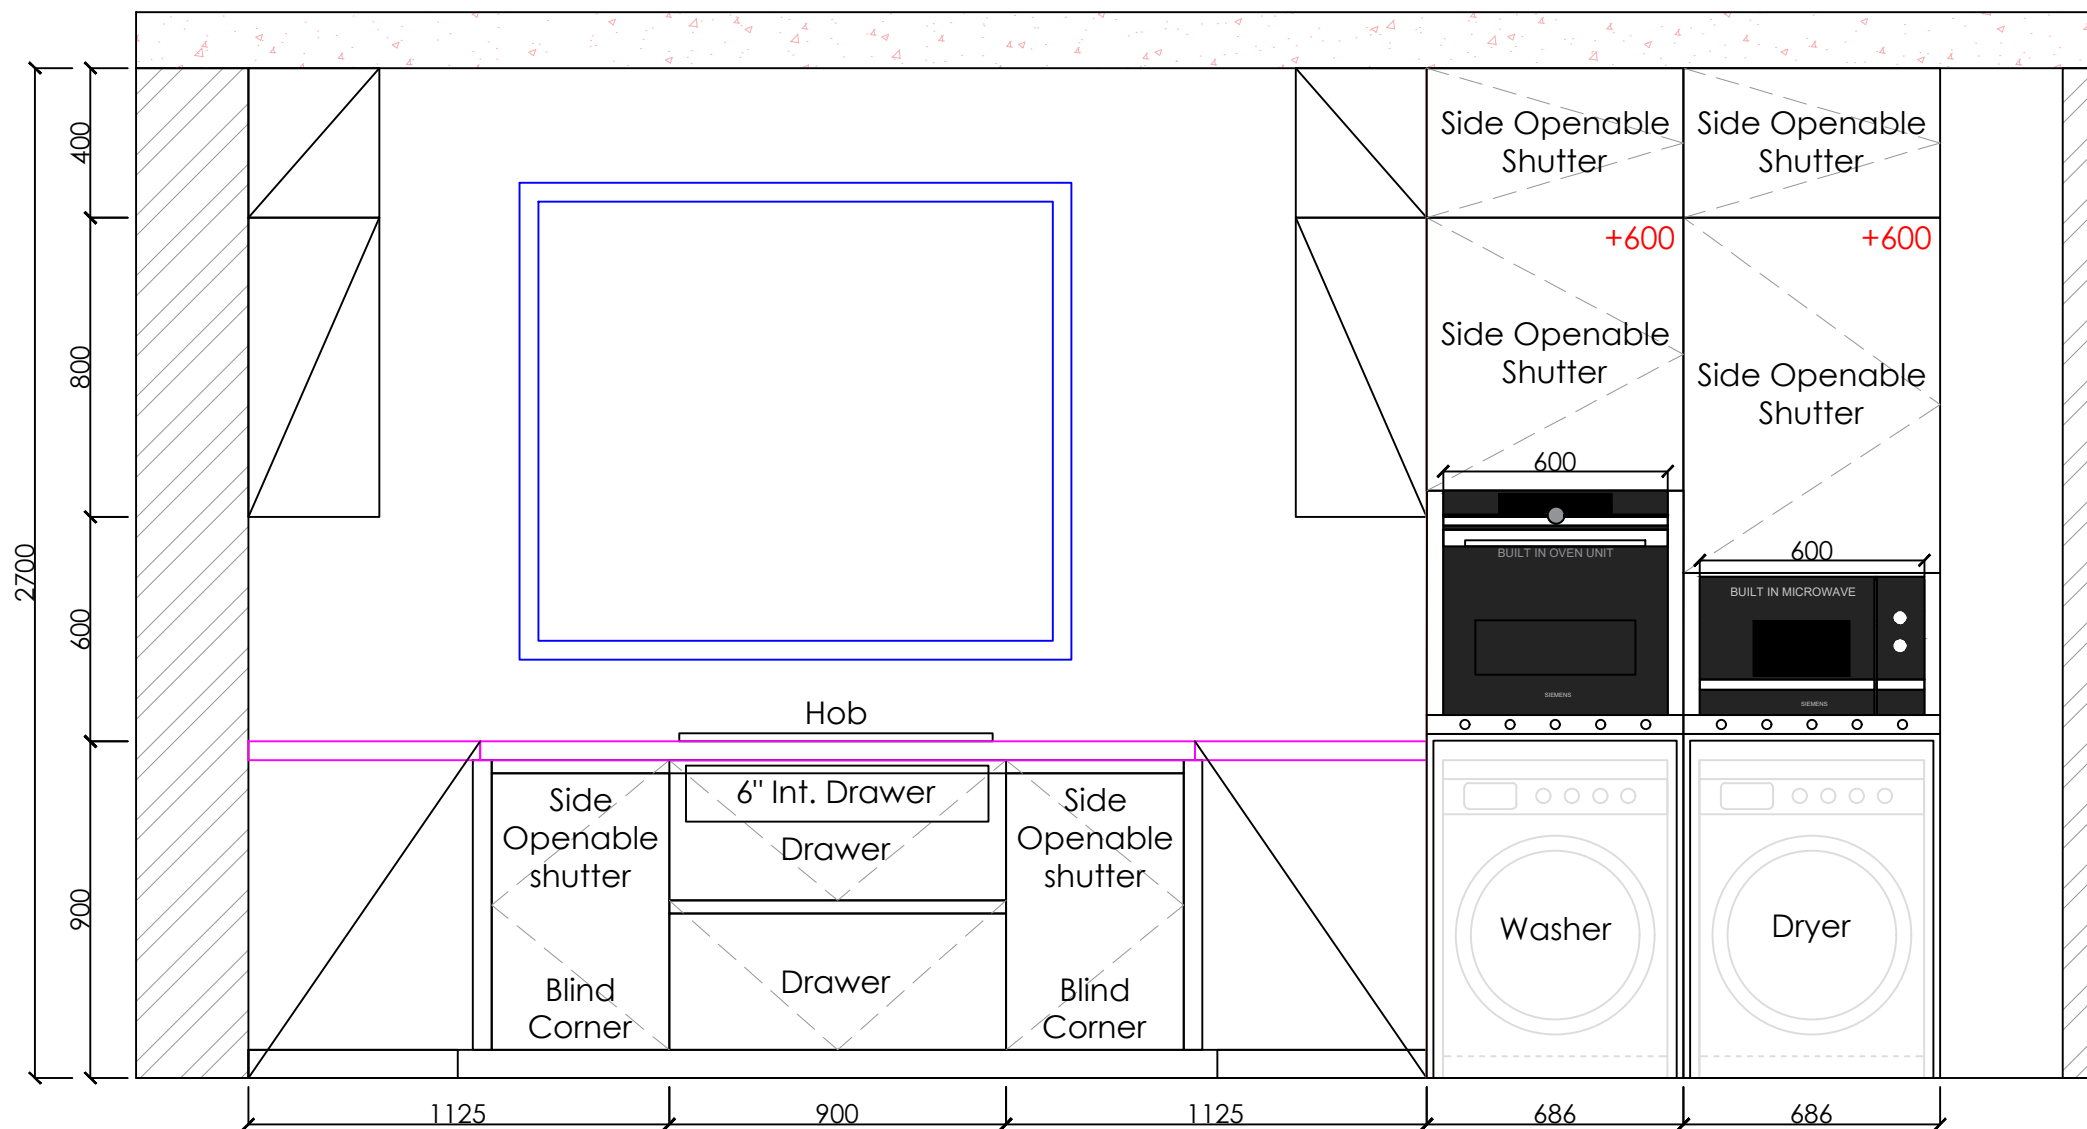 Side Openable
Shutter
Side Openable
Shutter
400
+600
+600
Side Openable
Shutter
800
Side Openable
Shutter
600
600
BUILT IN OVEN UNIT
BUILT IN MICROWAVE
2700
600
SIEMENS
SIEMENS
Hob
6" Int. Drawer
Side
Openable
shutter
Drawer
Side
Openable
shutter
900
Washer
Dryer
Blind
Corner
Drawer
Blind
Corner
1125
900
1125
686
686